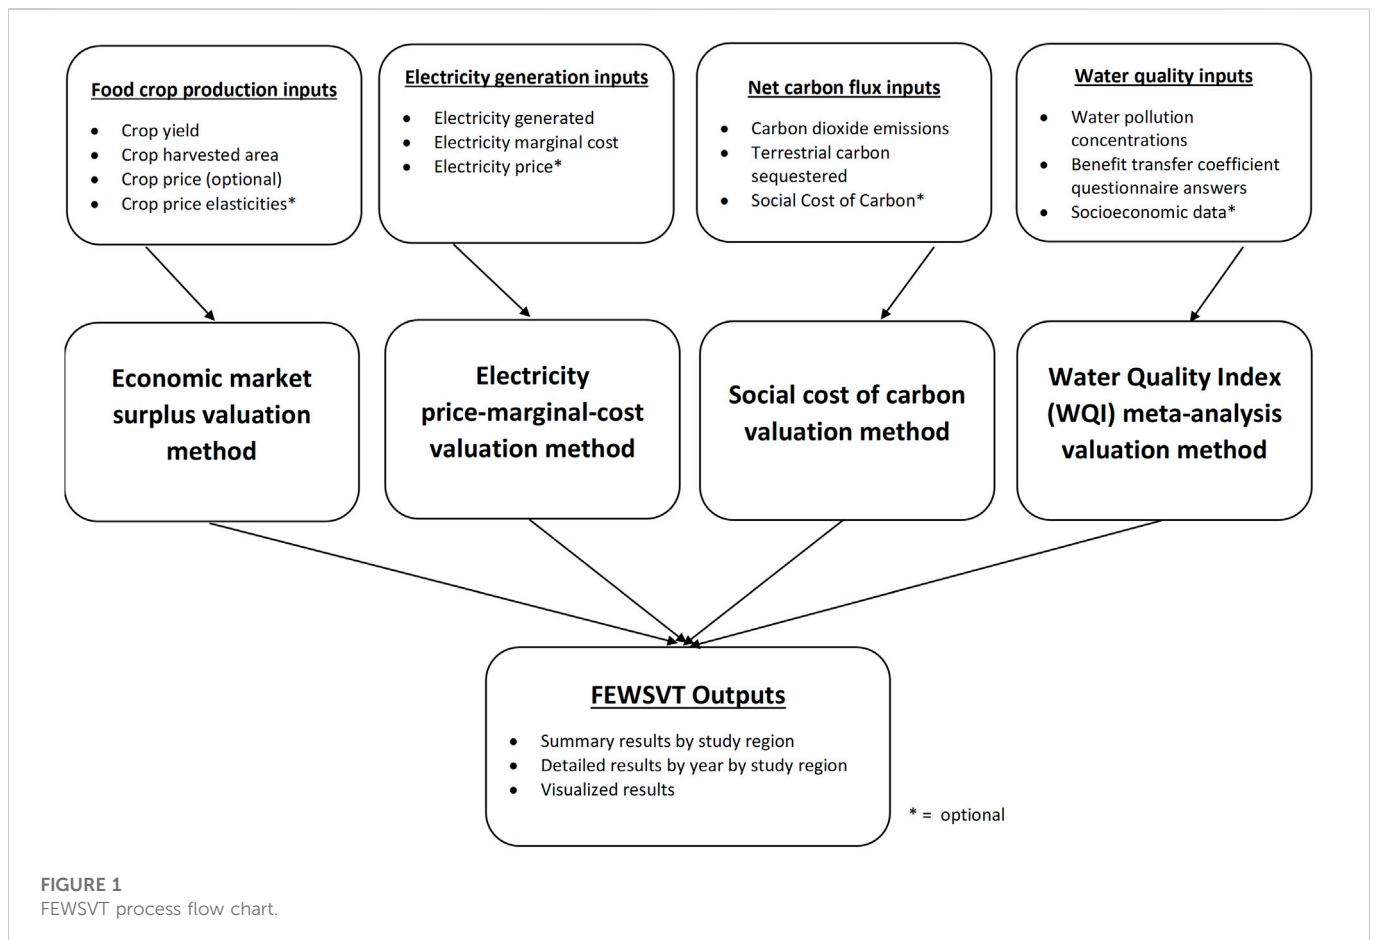 Food crop production inputs
• Crop yield
• Crop harvested area
• Crop price (optional)
• Crop price elasticities*
Electricity generation inputs
• Electricity generated
• Electricity marginal cost
• Electricity price*
Net carbon flux inputs
• Carbon dioxide emissions
• Terrestrial carbon
sequestered
• Social Cost of Carbon*
Water quality inputs
• Water pollution
concentrations
• Benefit transfer coefficient
questionnaire answers
• Socioeconomic data*
Economic market
surplus valuation
method
Electricity
price-marginal-cost
valuation method
Social cost of carbon
valuation method
Water Quality Index
(WQI) meta-analysis
valuation method
FEWSVT Outputs
• Summary results by study region
• Detailed results by year by study region
• Visualized results
* = optional
FIGURE 1
FEWSVT process flow chart.